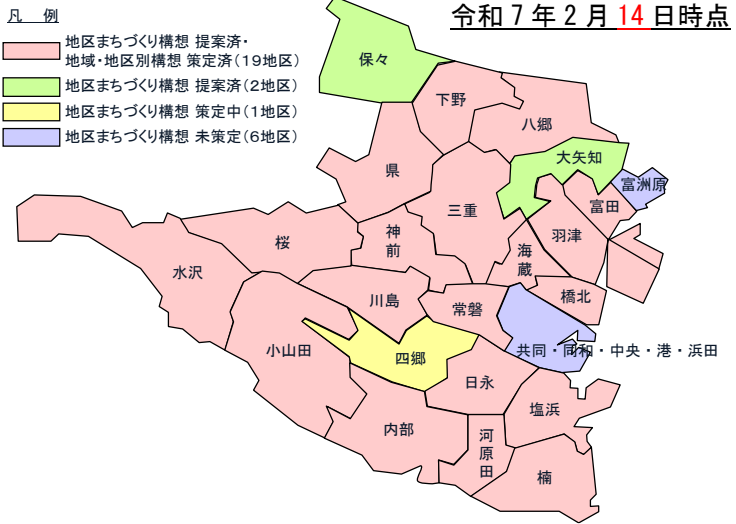 凡 例
令和7年2月14日時点
地区まちづくり構想 提案済・
地域・地区別構想 策定済(19地区)
地区まちづくり構想 提案済(2地区)
地区まちづくり構想 策定中(1地区)
地区まちづくり構想 未策定(6地区)
保々
下野
八郷
大矢知
県
富洲原
三重
富田
桜
神前
羽津
海蔵
水沢
川島
橋北
常磐
小山田
四郷
共同・同和・中央・港・浜田
日永
塩浜
内部
河原田
楠